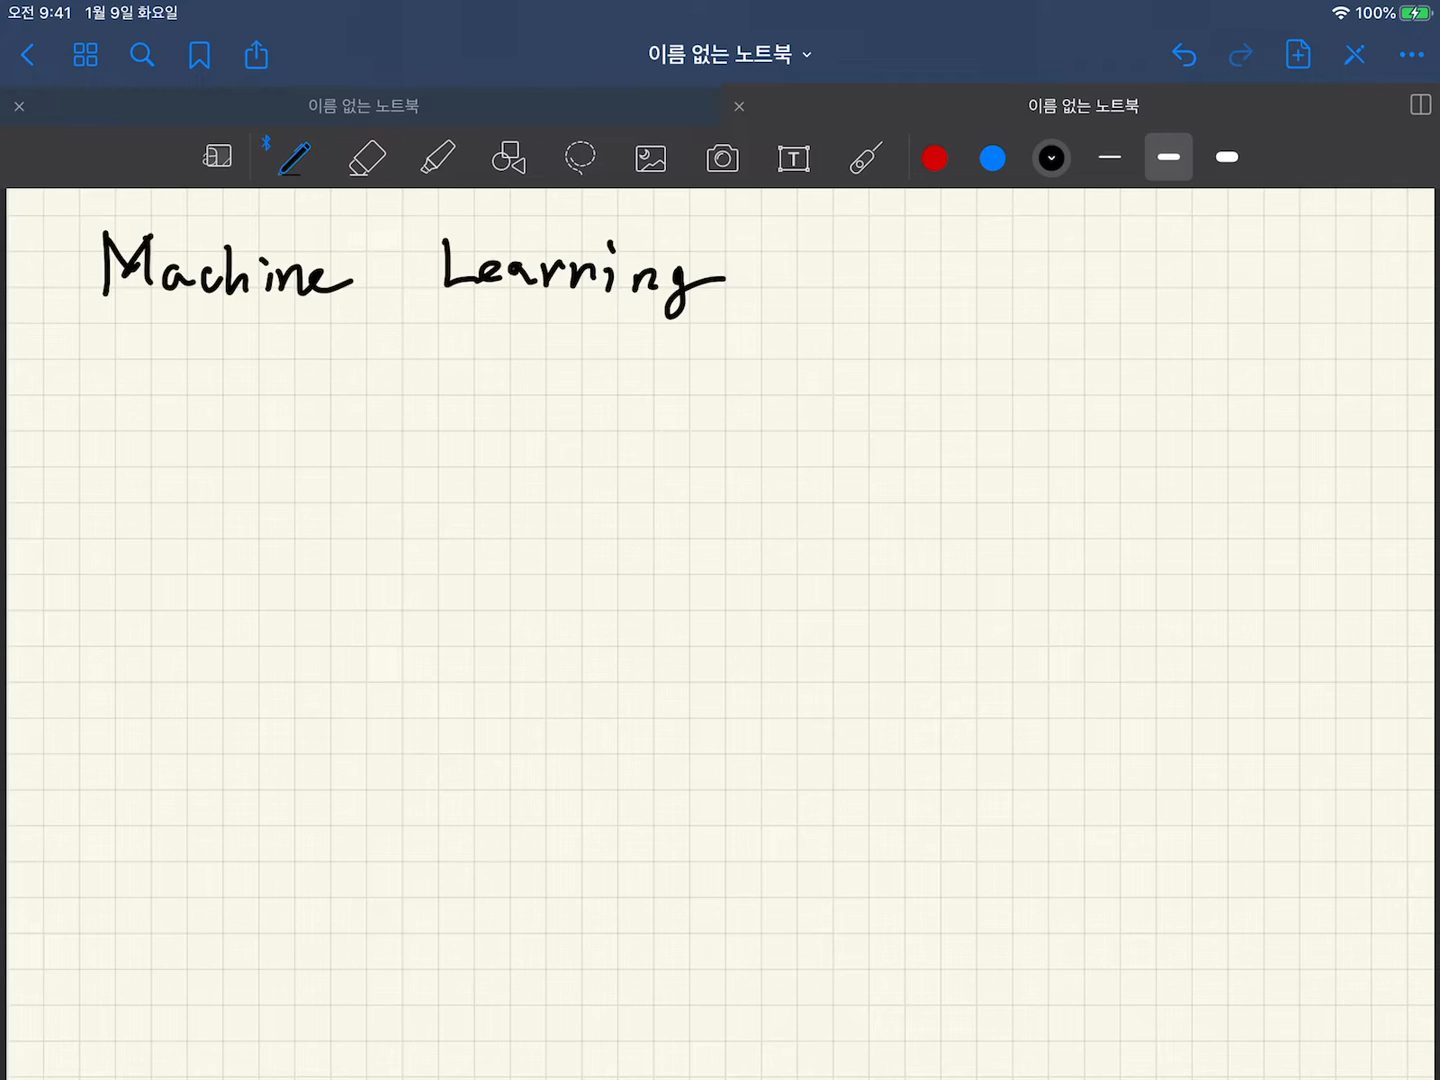 오전 9:41 1월 9일 화요일 100%
이름 없는 노트북
이름 없는 노트북 이름 없는 노트북
T
Machine Learning